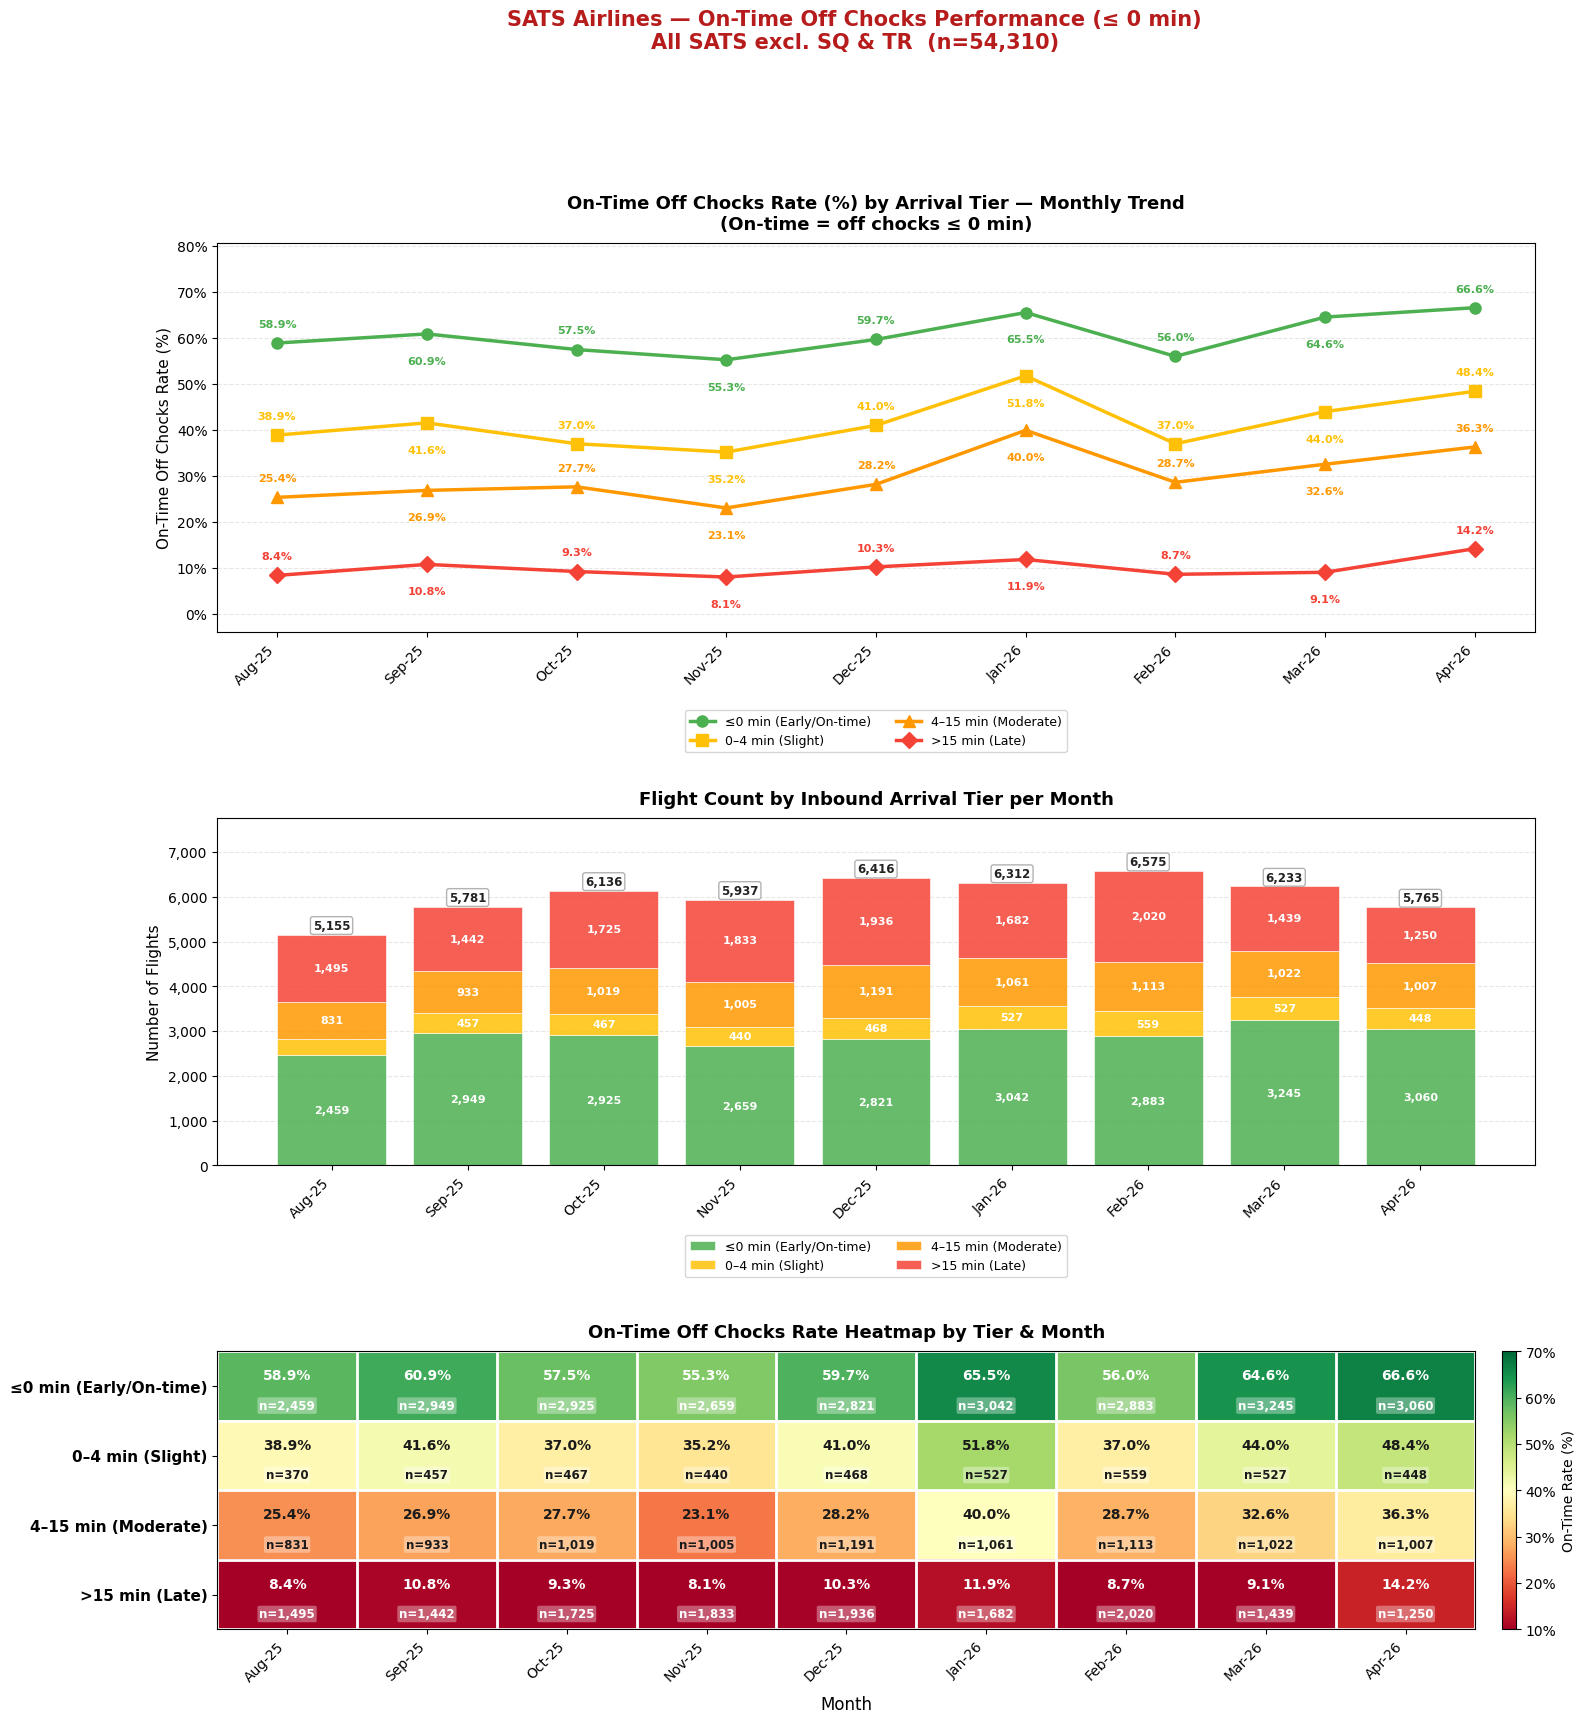 SATS Airlines — On-Time Off Chocks Performance (≤ 0 min)
All SATS excl. SQ & TR  (n=54,310)
On-Time Off Chocks Rate (%) by Arrival Tier — Monthly Trend
(On-time = off chocks ≤ 0 min)
On-Time Off Chocks Rate (%)
80%
70%
60%
50%
40%
30%
20%
10%
0%
58.9% 60.9% 57.5% 55.3% 59.7% 65.5% 56.0% 64.6% 66.6%
38.9% 41.6% 37.0% 35.2% 41.0% 51.8% 37.0% 44.0% 48.4%
25.4% 26.9% 27.7% 23.1% 28.2% 40.0% 28.7% 32.6% 36.3%
8.4% 10.8% 9.3% 8.1% 10.3% 11.9% 8.7% 9.1% 14.2%
Aug-25 Sep-25 Oct-25 Nov-25 Dec-25 Jan-26 Feb-26 Mar-26 Apr-26
≤0 min (Early/On-time) 4–15 min (Moderate)
0–4 min (Slight) >15 min (Late)
Flight Count by Inbound Arrival Tier per Month
Number of Flights
7,000
6,000
5,000
4,000
3,000
2,000
1,000
0
5,155 5,781 6,136 5,937 6,416 6,312 6,575 6,233 5,765
1,495 1,442 1,725 1,833 1,936 1,682 2,020 1,439 1,250
831 933 1,019 1,005 1,191 1,061 1,113 1,022 1,007
457 467 440 468 527 559 527 448
2,459 2,949 2,925 2,659 2,821 3,042 2,883 3,245 3,060
Aug-25 Sep-25 Oct-25 Nov-25 Dec-25 Jan-26 Feb-26 Mar-26 Apr-26
≤0 min (Early/On-time) 4–15 min (Moderate)
0–4 min (Slight) >15 min (Late)
On-Time Off Chocks Rate Heatmap by Tier & Month
≤0 min (Early/On-time)
58.9% 60.9% 57.5% 55.3% 59.7% 65.5% 56.0% 64.6% 66.6%
n=2,459 n=2,949 n=2,925 n=2,659 n=2,821 n=3,042 n=2,883 n=3,245 n=3,060
0–4 min (Slight)
38.9% 41.6% 37.0% 35.2% 41.0% 51.8% 37.0% 44.0% 48.4%
n=370 n=457 n=467 n=440 n=468 n=527 n=559 n=527 n=448
4–15 min (Moderate)
25.4% 26.9% 27.7% 23.1% 28.2% 40.0% 28.7% 32.6% 36.3%
n=831 n=933 n=1,019 n=1,005 n=1,191 n=1,061 n=1,113 n=1,022 n=1,007
>15 min (Late)
8.4% 10.8% 9.3% 8.1% 10.3% 11.9% 8.7% 9.1% 14.2%
n=1,495 n=1,442 n=1,725 n=1,833 n=1,936 n=1,682 n=2,020 n=1,439 n=1,250
Aug-25 Sep-25 Oct-25 Nov-25 Dec-25 Jan-26 Feb-26 Mar-26 Apr-26
Month
70%
60%
50%
40%
30%
20%
10%
On-Time Rate (%)